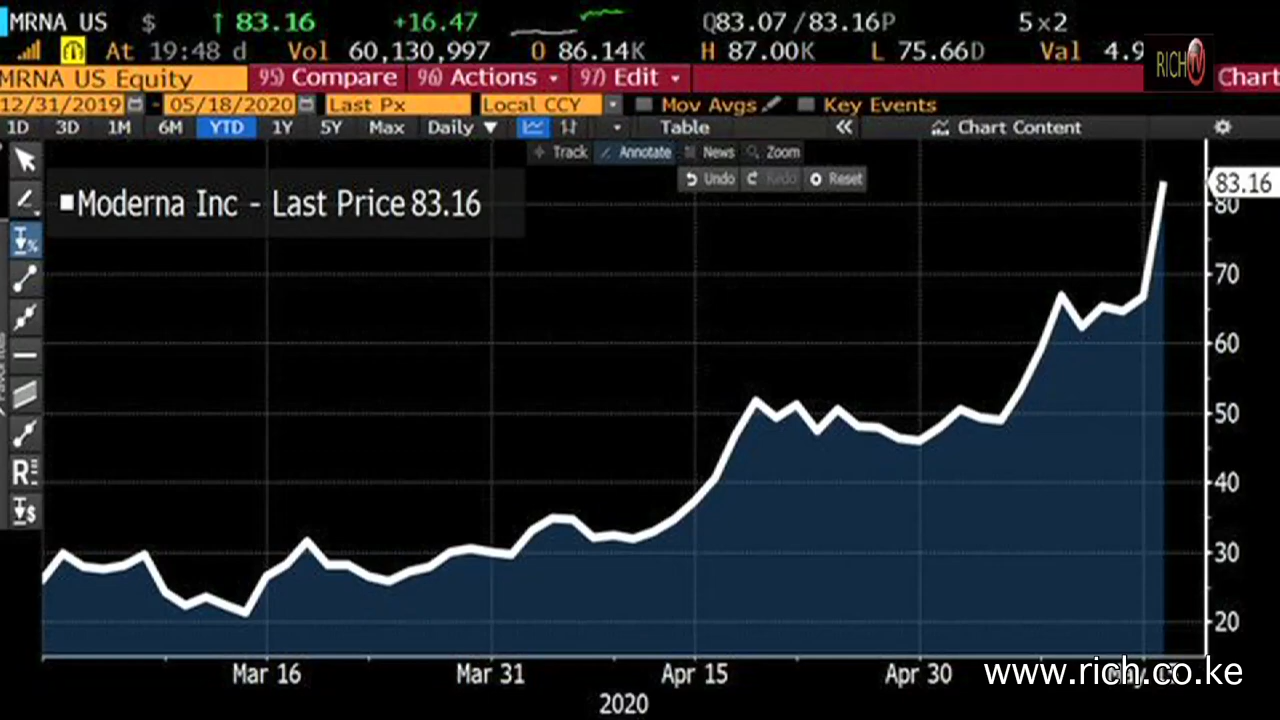 MRNA US $ ↑ 83.16 +16.47 Q83.07 /83.16P 5x2
At 19:48 d Vol 60,130,997 O 86.14K H 87.00K L 75.66D Val 4.9
RICH TV
MRNA US Equity 95) Compare 96) Actions 97) Edit Chart
12/31/2019 - 05/18/2020 Last Px Local CCY Mov Avgs Key Events
1D 3D 1M 6M YTD 1Y 5Y Max Daily ▼ Table « Chart Content
Track Annotate News Zoom
Undo Redo Reset
Moderna Inc - Last Price 83.16
83.16
80
70
60
50
40
30
20
Mar 16 Mar 31 Apr 15 Apr 30
2020
www.rich.co.ke